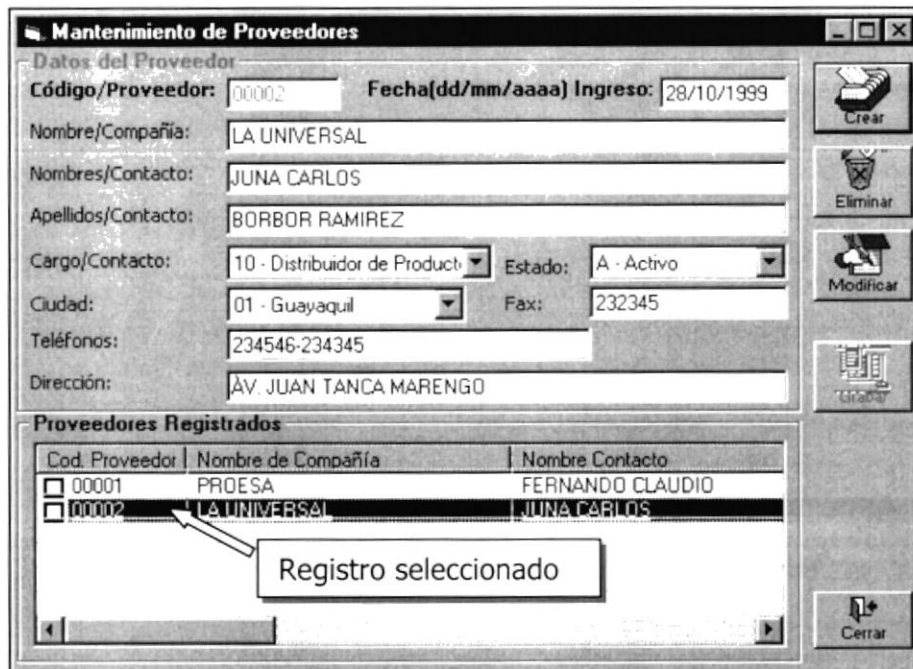 Mantenimiento de Proveedores
Datos del Proveedor
Código/Proveedor: 00002 Fecha(dd/mm/aaaa) Ingreso: 28/10/1999
Crear
Nombre/Compañía: LA UNIVERSAL
Nombres/Contacto: JUNA CARLOS
Eliminar
Apellidos/Contacto: BORBOR RAMIREZ
Cargo/Contacto: 10 - Distribuidor de Product Estado: A - Activo
Modificar
Ciudad: 01 - Guayaquil Fax: 232345
Teléfonos: 234546-234345
Dirección: ÀV. JUAN TANCA MARENGO
Grabar
Proveedores Registrados
Cod. Proveedor Nombre de Compañía Nombre Contacto
00001 PROESA FERNANDO CLAUDIO
00002 LA UNIVERSAL JUNA CARLOS
Registro seleccionado
Cerrar